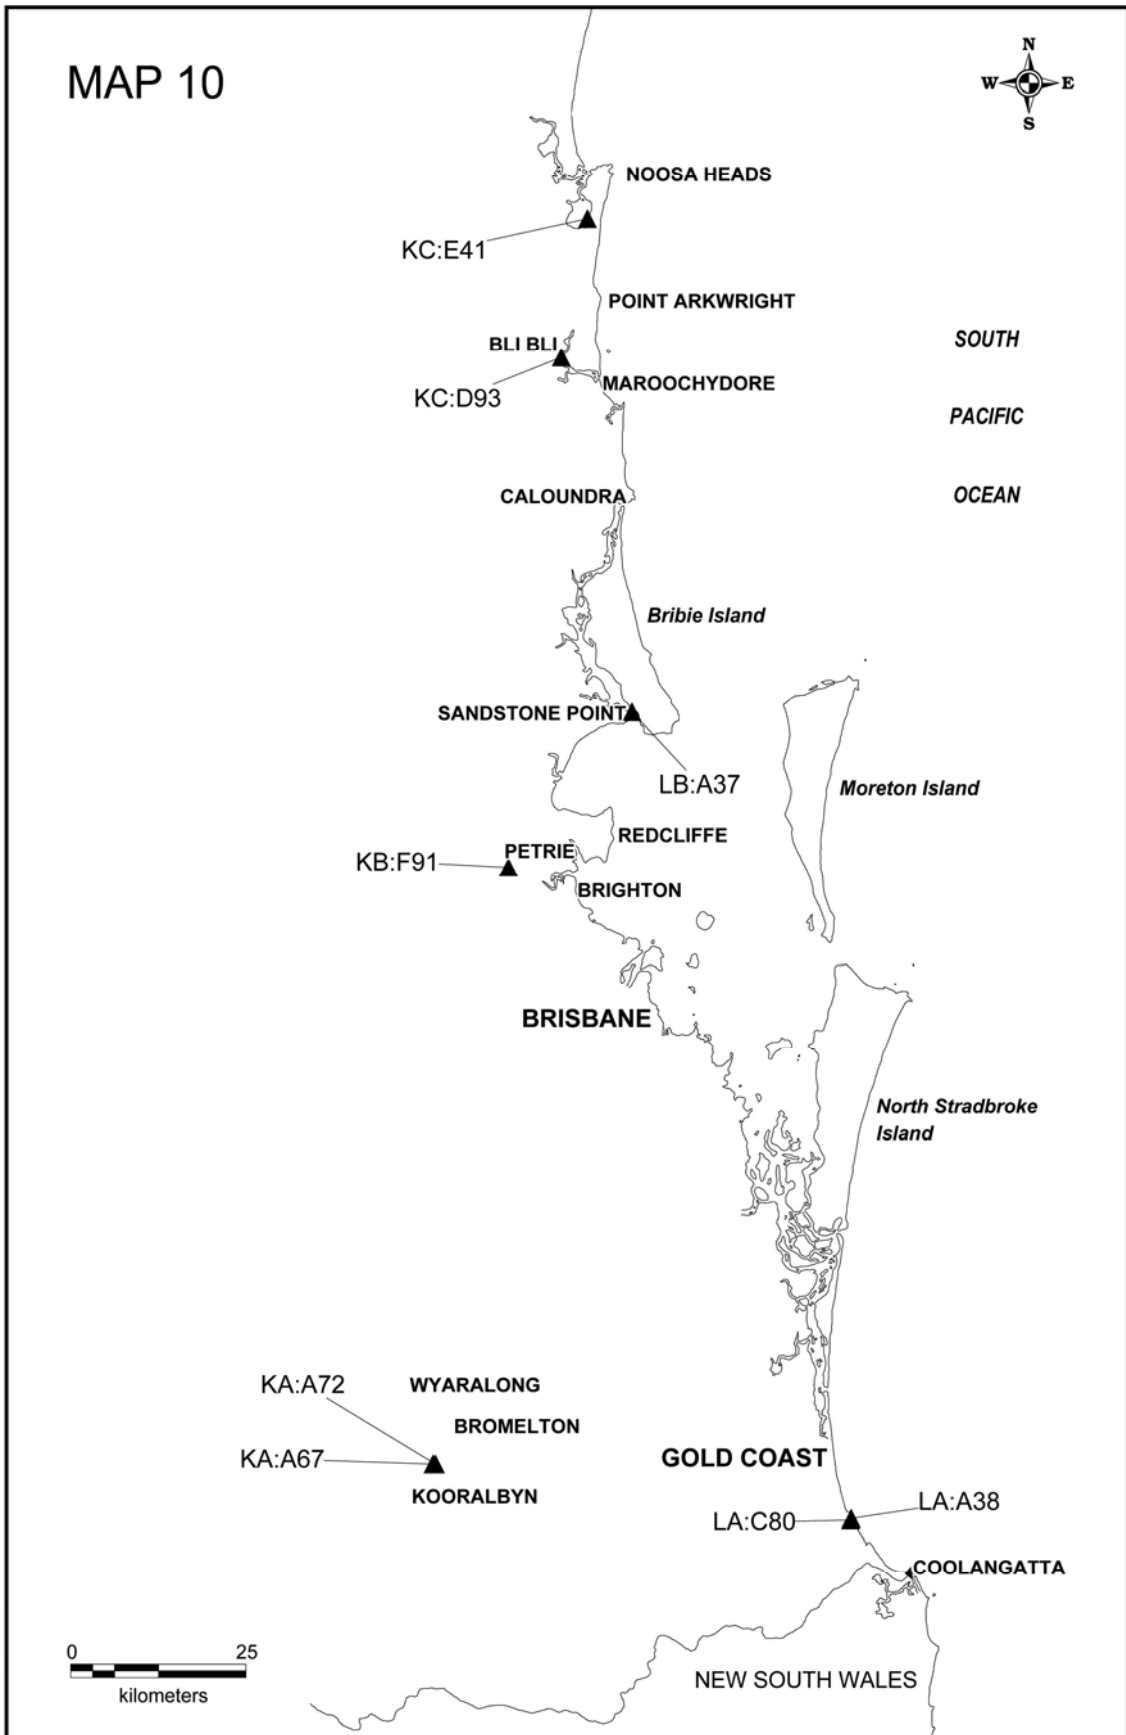 MAP 10
N
W E
S
NOOSA HEADS
KC:E41
POINT ARKWRIGHT
BLI BLI
SOUTH
KC:D93
MAROOCHYDORE
PACIFIC
CALOUNDRA
OCEAN
Bribie Island
SANDSTONE POINT
LB:A37
Moreton Island
REDCLIFFE
KB:F91
PETRIE
BRIGHTON
BRISBANE
North Stradbroke
Island
KA:A72
WYARALONG
BROMELTON
KA:A67
GOLD COAST
KOORALBYN
LA:A38
LA:C80
COOLANGATTA
0 25
kilometers
NEW SOUTH WALES